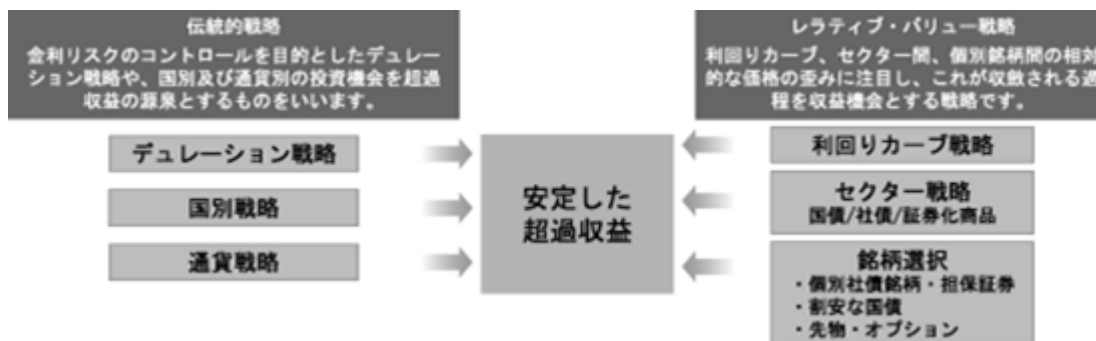 伝統的戦略
金利リスクのコントロールを目的としたデュレー
ション戦略や、国別及び通貨別の投資機会を超過
収益の源泉とするものをいいます。
デュレーション戦略
国別戦略
通貨戦略
安定した
超過収益
レラティブ・バリュー戦略
利回りカーブ、セクター間、個別銘柄間の相対
的な価格の歪みに注目し、これが収斂される過
程を収益機会とする戦略です。
利回りカーブ戦略
セクター戦略
国債/社債/証券化商品
銘柄選択
・個別社債銘柄・担保証券
・割安な国債
・先物・オプション